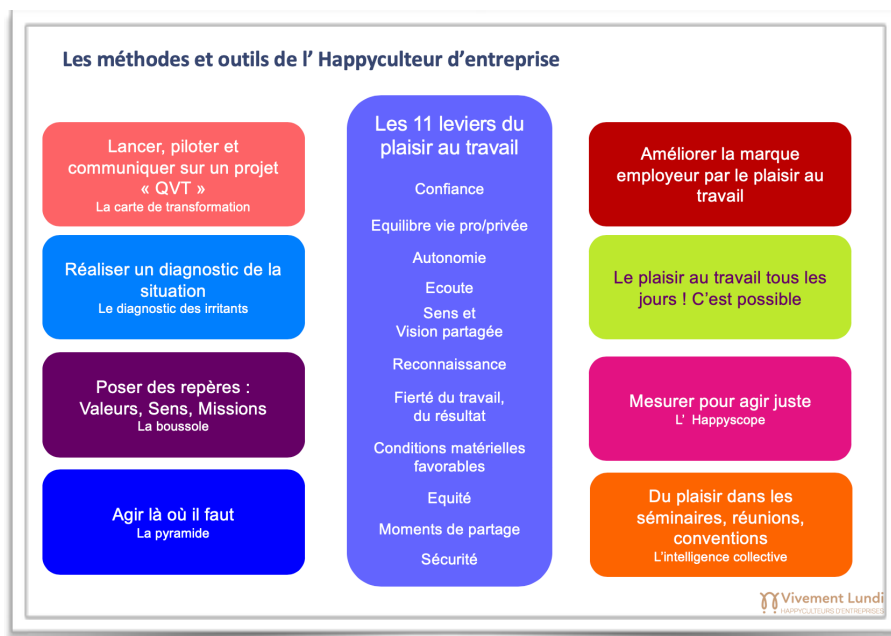 Les méthodes et outils de l’ Happyculteur d’entreprise
Lancer, piloter et
communiquer sur un projet
« QVT »
La carte de transformation
Réaliser un diagnostic de la
situation
Le diagnostic des irritants
Poser des repères :
Valeurs, Sens, Missions
La boussole
Agir là où il faut
La pyramide
Les 11 leviers du
plaisir au travail
Confiance
Equilibre vie pro/privée
Autonomie
Ecoute
Sens et
Vision partagée
Reconnaissance
Fierté du travail,
du résultat
Conditions matérielles
favorables
Equité
Moments de partage
Sécurité
Améliorer la marque
employeur par le plaisir au
travail
Le plaisir au travail tous les
jours ! C’est possible
Mesurer pour agir juste
L’ Happyscope
Du plaisir dans les
séminaires, réunions,
conventions
L’intelligence collective
Vivement Lundi
HAPPYCULTEURS D'ENTREPRISES